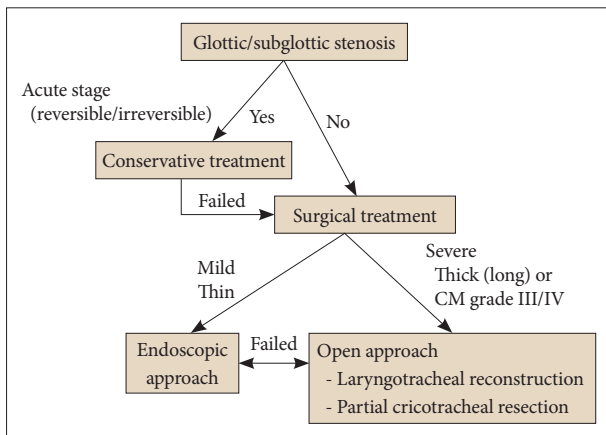 Glottic/subglottic stenosis
Acute stage
(reversible/irreversible)
Yes
No
Conservative treatment
Failed
Surgical treatment
Mild
Thin
Severe
Thick (long) or
CM grade III/IV
Endoscopic
approach
Failed
Open approach
- Laryngotracheal reconstruction
- Partial cricotracheal resection